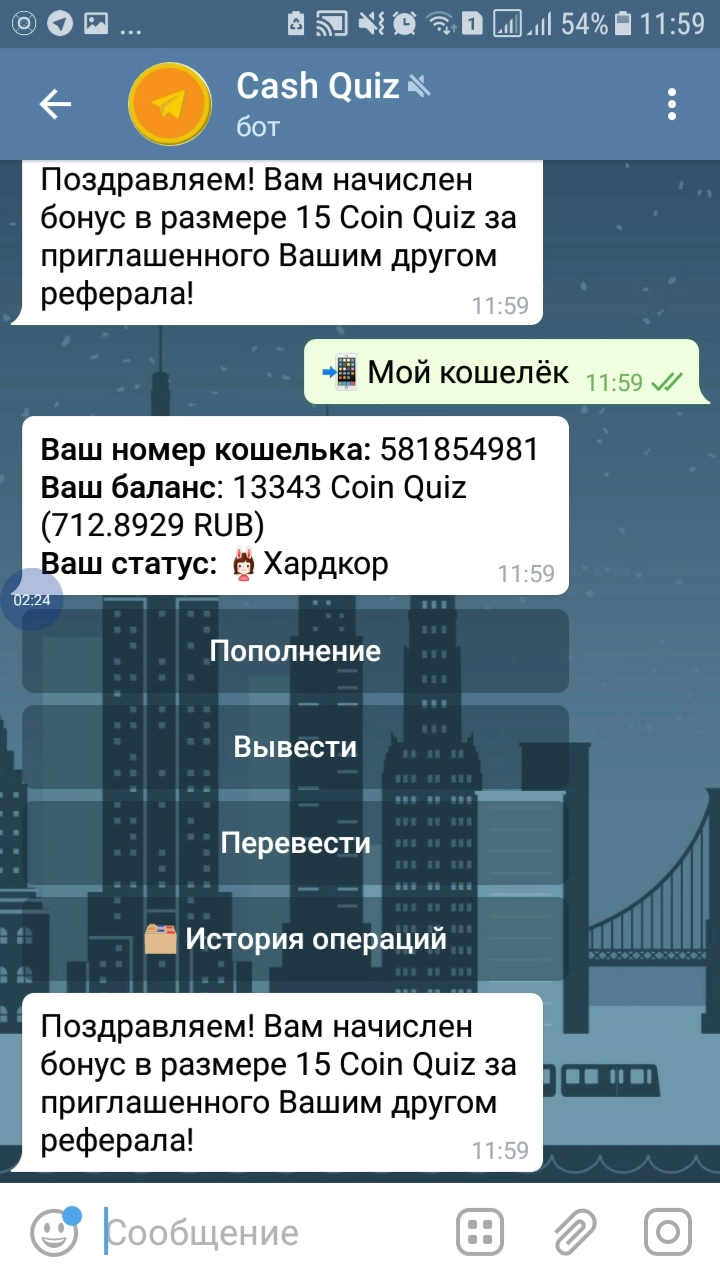 ... 1 54% 11:59
Cash Quiz
бот
Поздравляем! Вам начислен
бонус в размере 15 Coin Quiz за
приглашенного Вашим другом
реферала!
11:59
Мой кошелёк 11:59
Ваш номер кошелька: 581854981
Ваш баланс: 13343 Coin Quiz
(712.8929 RUB)
Ваш статус: Хардкор
11:59
02:24
Пополнение
Вывести
Перевести
История операций
Поздравляем! Вам начислен
бонус в размере 15 Coin Quiz за
приглашенного Вашим другом
реферала!
11:59
Сообщение